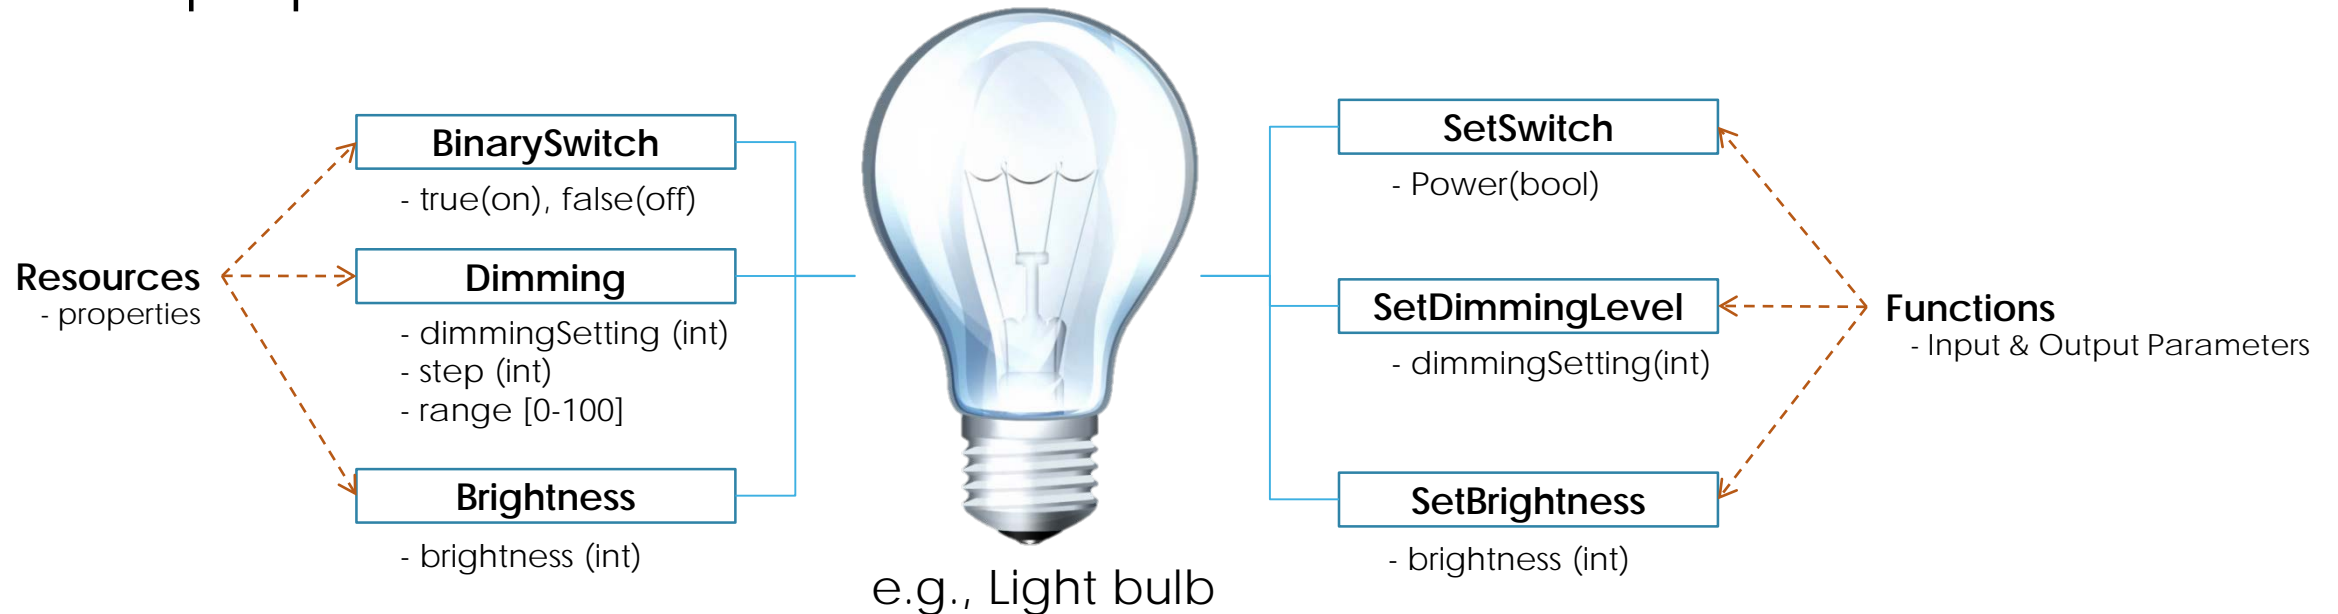 Resources
- properties
BinarySwitch
- true(on), false(off)
Dimming
- dimmingSetting (int)
- step (int)
- range [0-100]
Brightness
- brightness (int)
e.g., Light bulb
SetSwitch
- Power(bool)
SetDimmingLevel
- dimmingSetting(int)
SetBrightness
- brightness (int)
Functions
- Input & Output Parameters